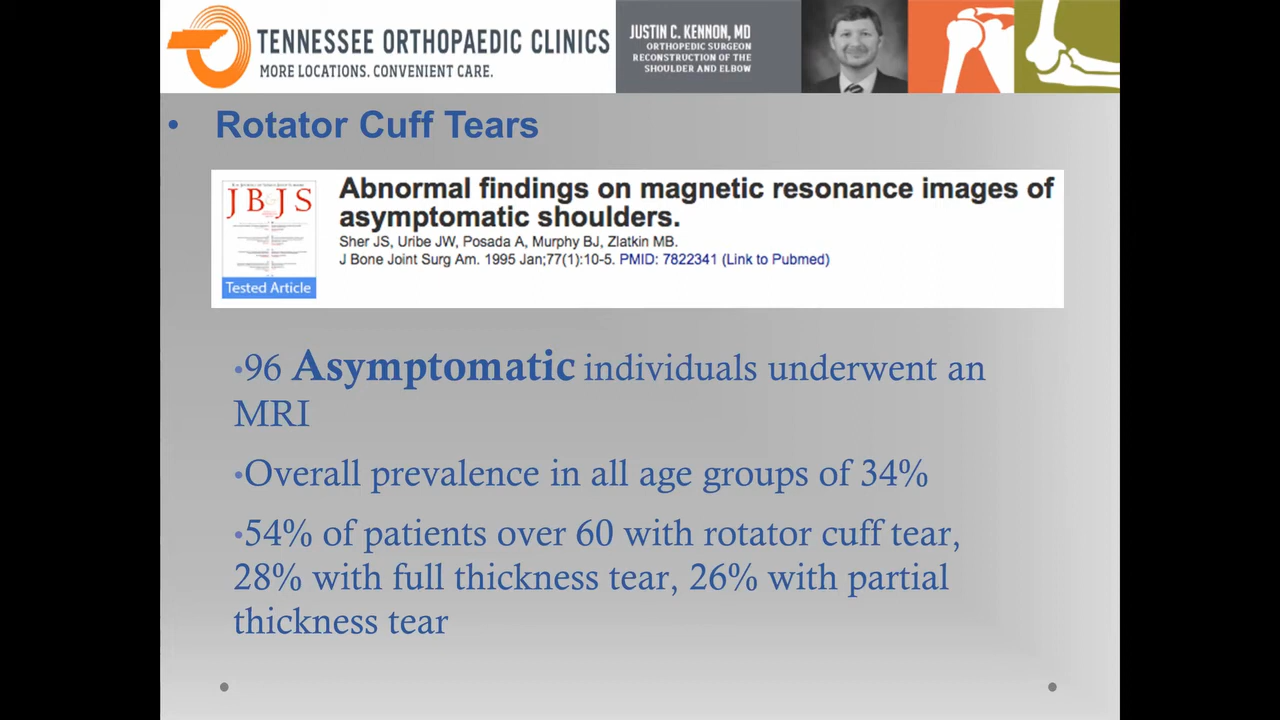 TENNESSEE ORTHOPAEDIC CLINICS
MORE LOCATIONS. CONVENIENT CARE.
JUSTIN C. KENNON, MD
ORTHOPEDIC SURGEON
RECONSTRUCTION OF THE
SHOULDER AND ELBOW
• Rotator Cuff Tears
JB&JS
Tested Article
Abnormal findings on magnetic resonance images of
asymptomatic shoulders.
Sher JS, Uribe JW, Posada A, Murphy BJ, Zlatkin MB.
J Bone Joint Surg Am. 1995 Jan;77(1):10-5. PMID: 7822341 (Link to Pubmed)
•96 Asymptomatic individuals underwent an
MRI
•Overall prevalence in all age groups of 34%
•54% of patients over 60 with rotator cuff tear,
28% with full thickness tear, 26% with partial
thickness tear